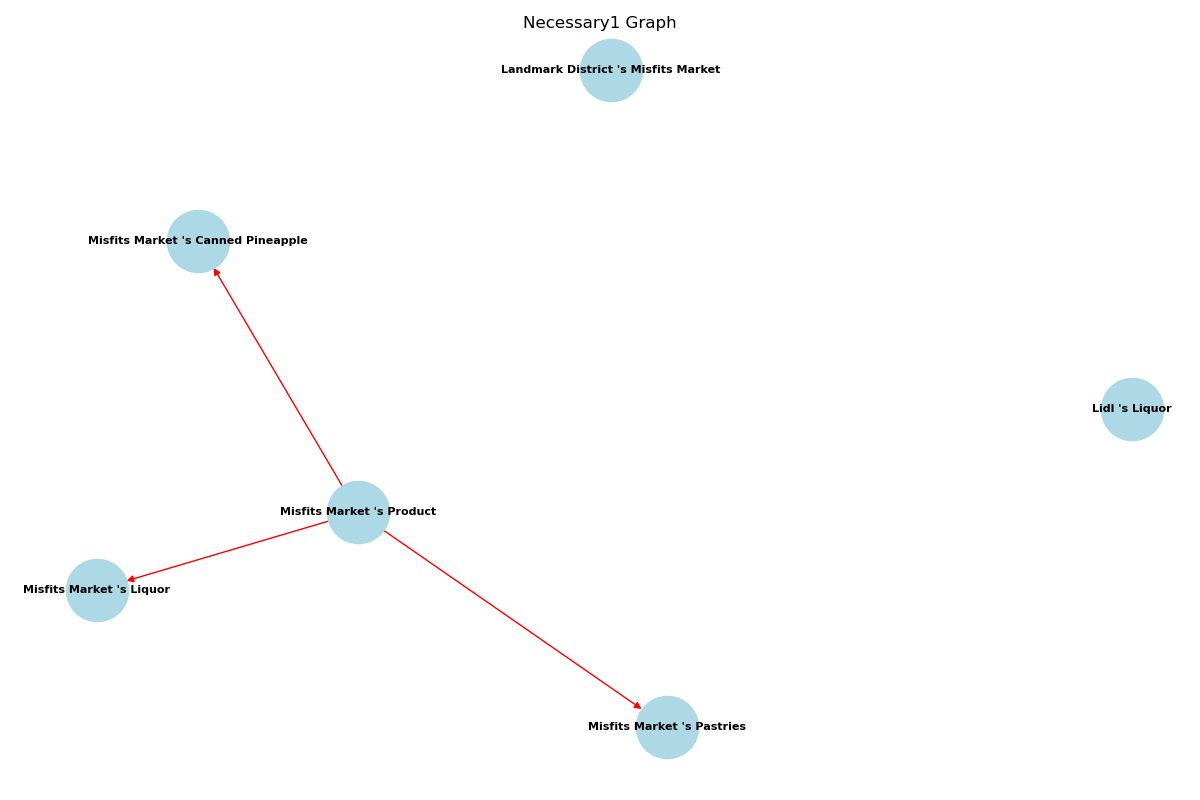 Necessary1 Graph
Landmark District 's Misfits Market
Misfits Market 's Canned Pineapple
Lidl 's Liquor
Misfits Market 's Product
Misfits Market 's Liquor
Misfits Market 's Pastries